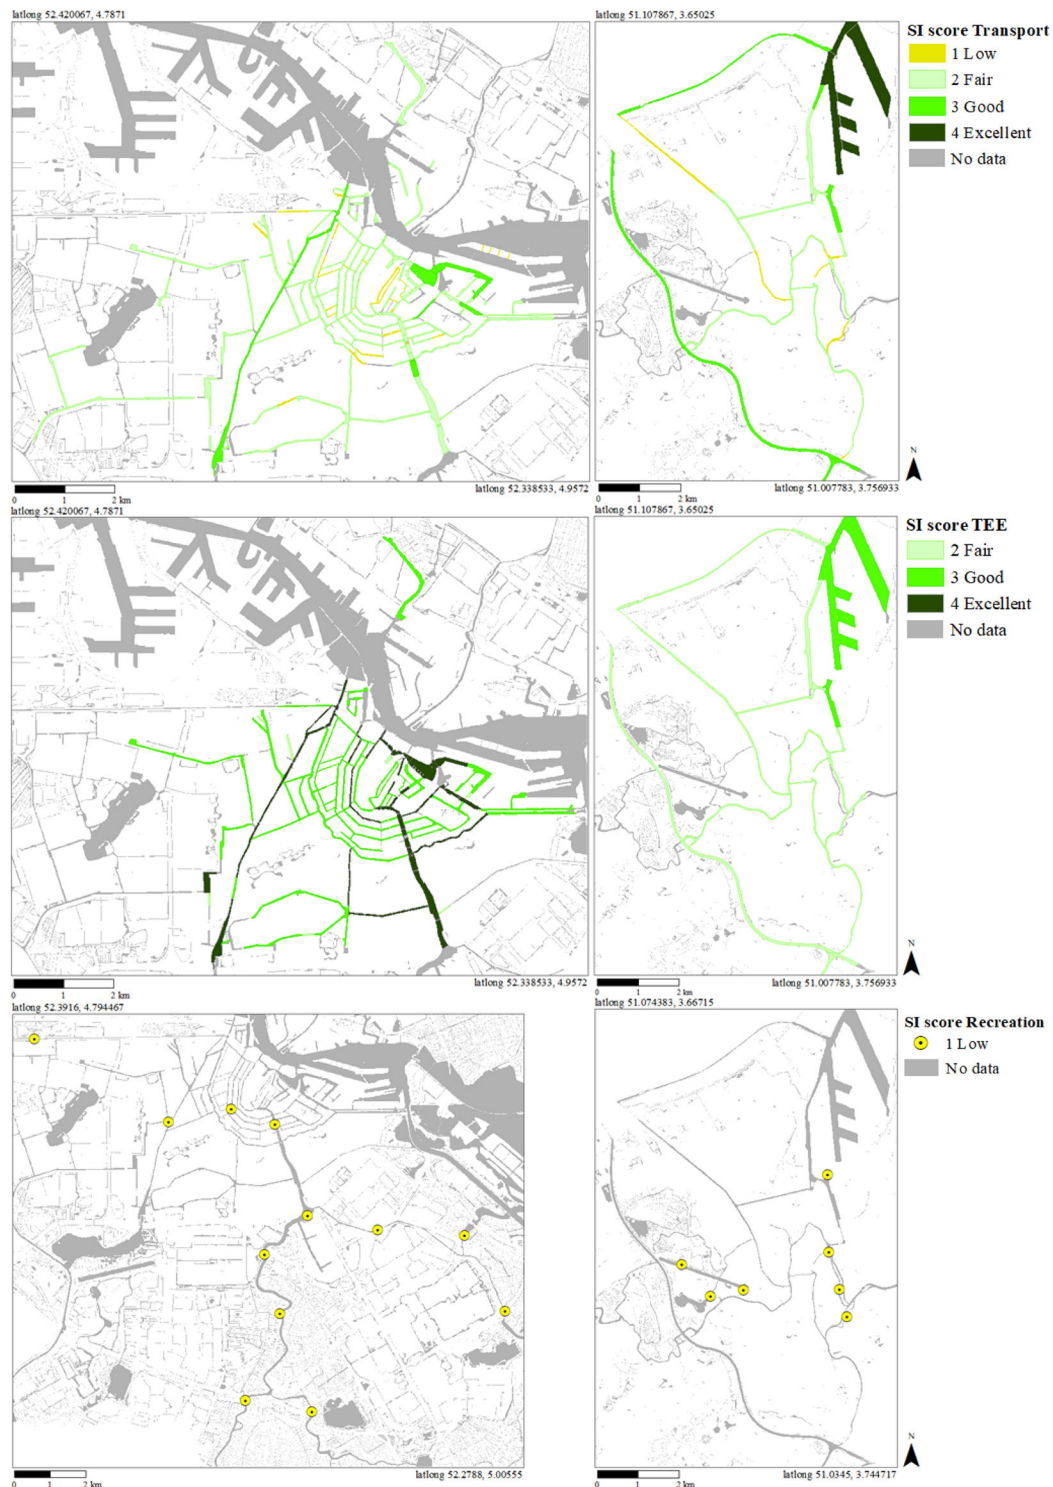 latlong 52.420067, 4.7871
latlong 51.107867, 3.65025
SI score Transport
1 Low
2 Fair
3 Good
4 Excellent
No data
N
latlong 52.338533, 4.9572
latlong 51.007783, 3.756933
0 1 2 km
0 1 2 km
latlong 52.420067, 4.7871
latlong 51.107867, 3.65025
SI score TEE
2 Fair
3 Good
4 Excellent
No data
N
latlong 52.338533, 4.9572
latlong 51.007783, 3.756933
0 1 2 km
0 1 2 km
latlong 52.3916, 4.794467
latlong 51.074383, 3.66715
SI score Recreation
1 Low
No data
N
latlong 52.2788, 5.00555
latlong 51.0345, 3.744717
0 1 2 km
0 1 2 km